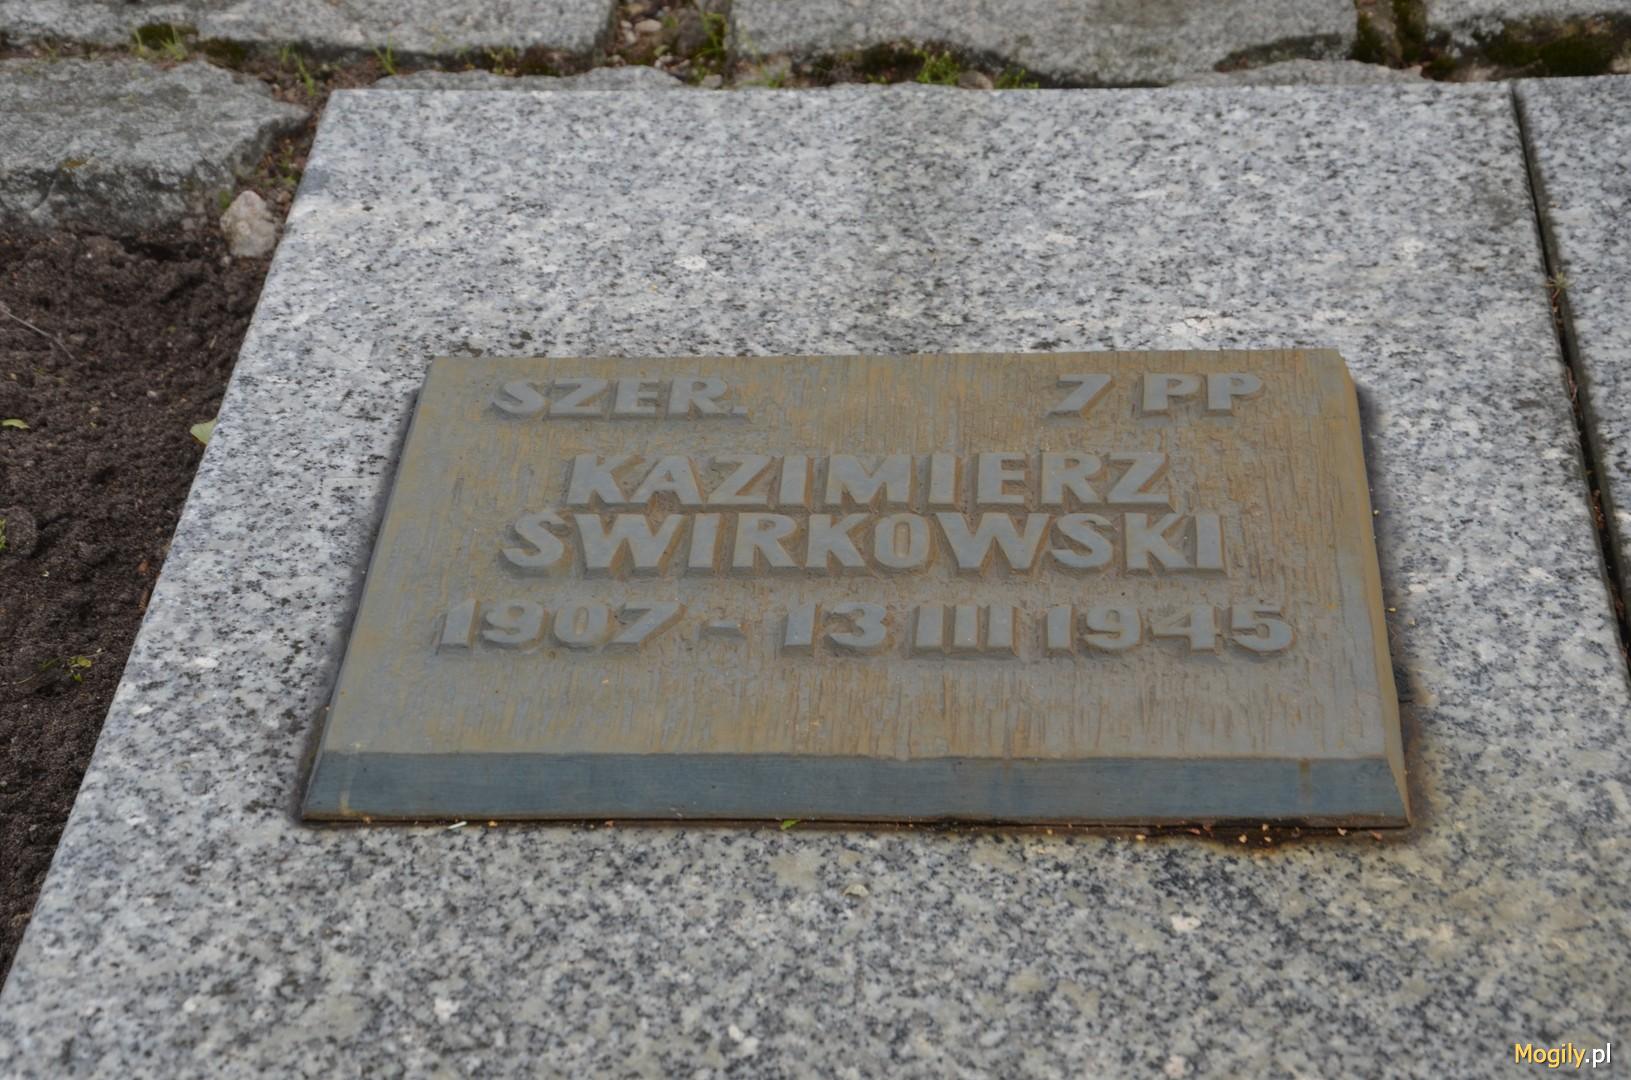 SZER. 7 PP
KAZIMIERZ
ŚWIRKOWSKI
1907 - 13 III 1945
Mogily.pl